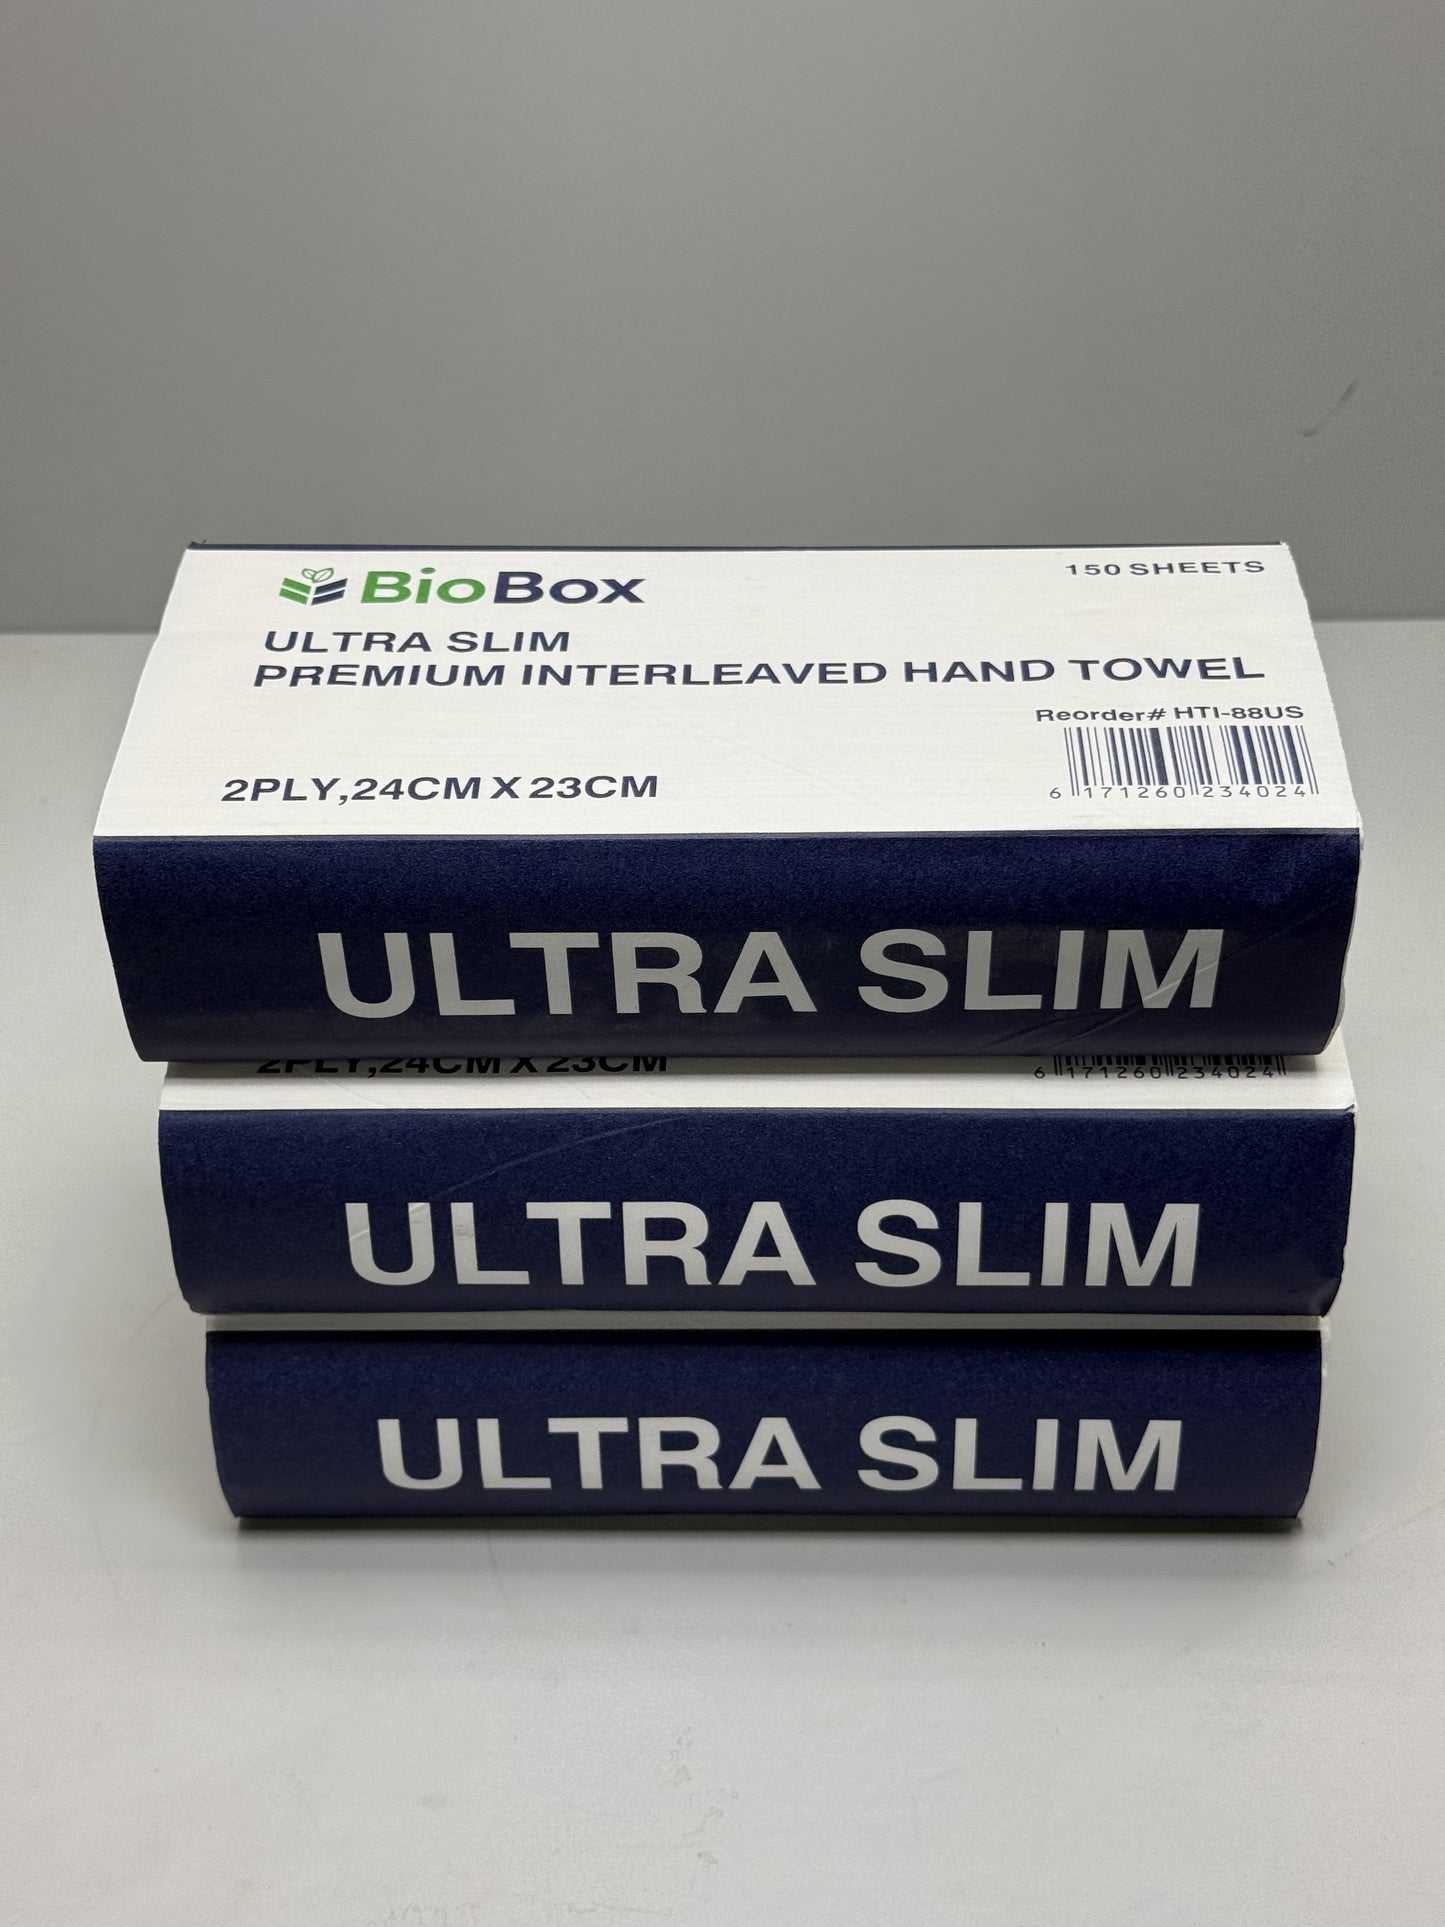 BioBox
150 SHEETS
ULTRA SLIM
PREMIUM INTERLEAVED HAND TOWEL
Reorder# HTI-88US
2PLY,24CM X 23CM
6 171260 234024
ULTRA SLIM
2PLY,24CM X 23CM
6 171260 234024
ULTRA SLIM
ULTRA SLIM